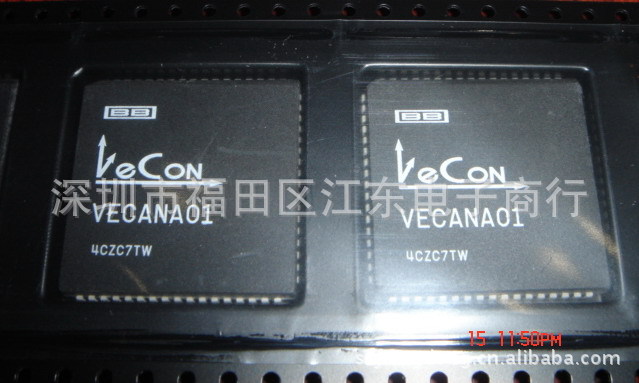 BB
VeCon
VECANA01
4CZC7TW
BB
VeCon
VECANA01
4CZC7TW
深圳市福田区江东电子商行
15 11:50PM
cn.alibaba.com